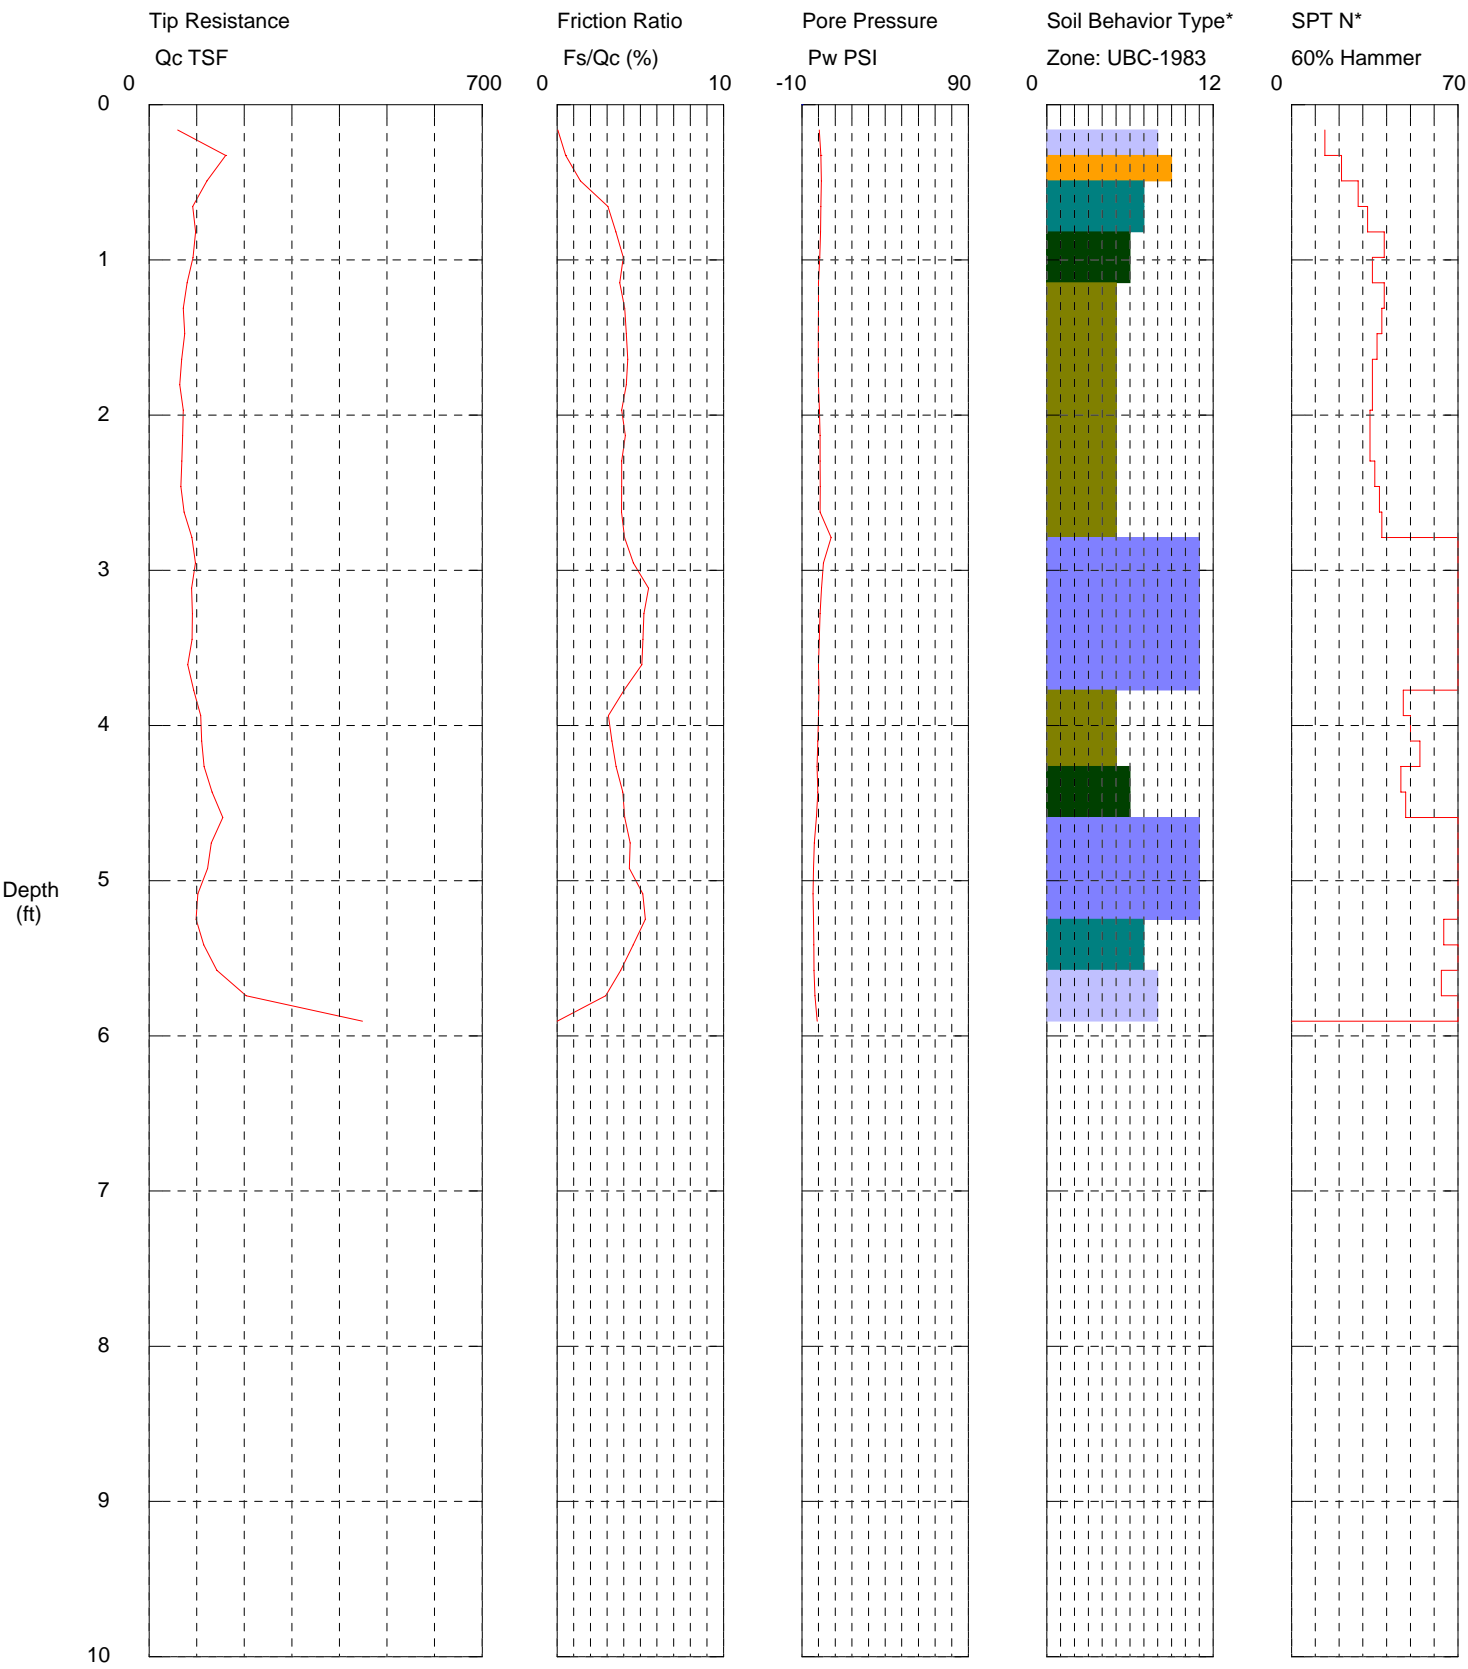 Tip Resistance Friction Ratio Pore Pressure Soil Behavior Type* SPT N*
Qc TSF Fs/Qc (%) Pw PSI Zone: UBC-1983 60% Hammer
0 700 0 10 -10 90 0 12 0 70
0
1
2
3
4
5
Depth
(ft)
6
7
8
9
10